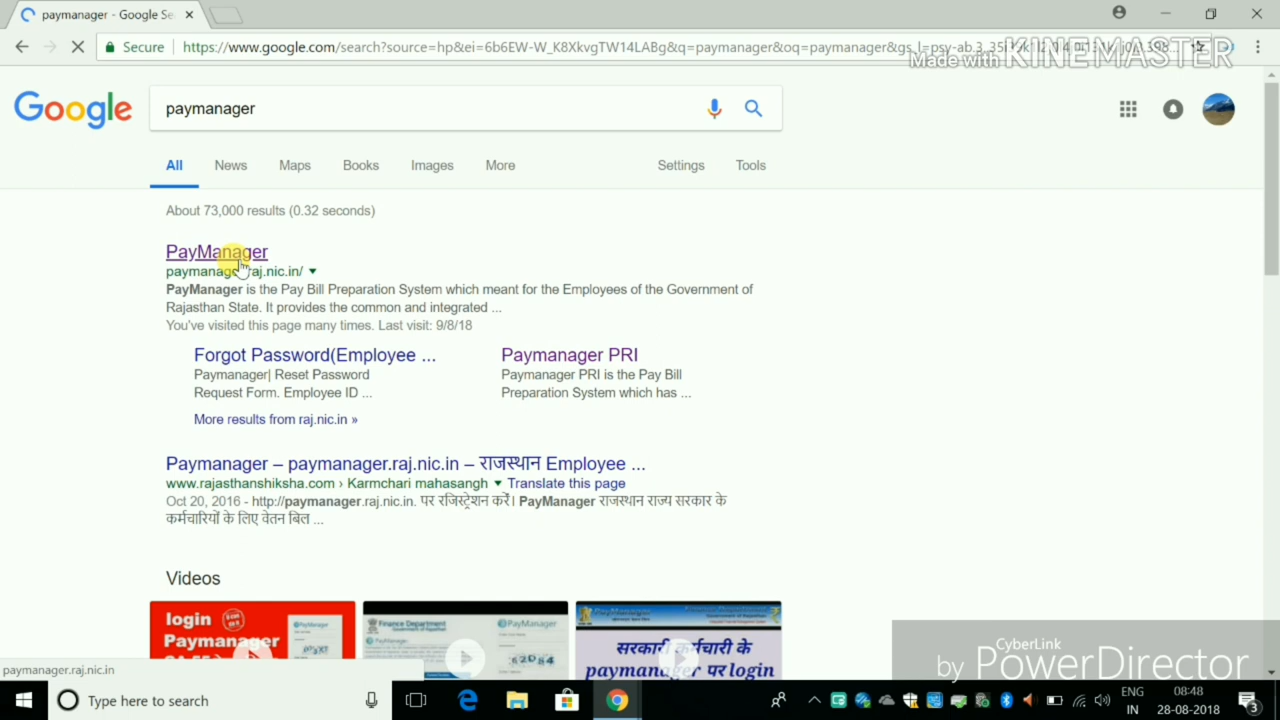 paymanager - Google Se
Made with KINEMASTER
Secure
https://www.google.com/search?source=hp&ei=6b6EW-W_K8XkvgTW14LABg&q=paymanager&oq=paymanager&gs_l=psy-ab.3
Google
paymanager
All News Maps Books Images More Settings Tools
About 73,000 results (0.32 seconds)
PayManager
paymanager.raj.nic.in/
PayManager is the Pay Bill Preparation System which meant for the Employees of the Government of
Rajasthan State. It provides the common and integrated ...
You've visited this page many times. Last visit: 9/8/18
Forgot Password(Employee ...
Paymanager| Reset Password
Request Form. Employee ID ...
Paymanager PRI
Paymanager PRI is the Pay Bill
Preparation System which has ...
More results from raj.nic.in »
Paymanager – paymanager.raj.nic.in – राजस्थान Employee ...
www.rajasthanshiksha.com › Karmchari mahasangh Translate this page
Oct 20, 2016 - http://paymanager.raj.nic.in. पर रजिस्ट्रेशन करें। PayManager राजस्थान राज्य सरकार के
कर्मचारियों के लिए वेतन बिल ...
Videos
login
Paymanager
Finance Department
PayManager
PayManager
सरकारी कर्मचारी के
paymanager पर login
paymanager.raj.nic.in
CyberLink
by PowerDirector
Type here to search
ENG
IN
08:48
28-08-2018
3